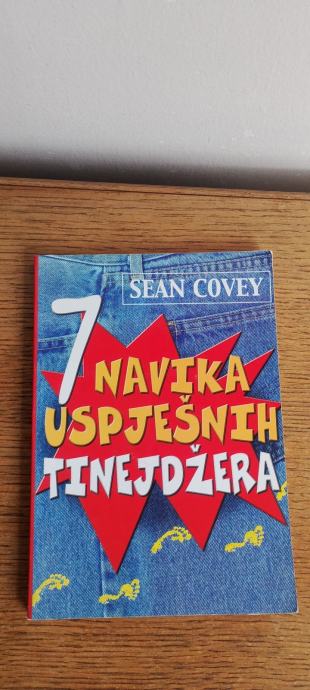 SEAN COVEY
7 NAVIKA
USPJEŠNIH
TINEJDŽERA